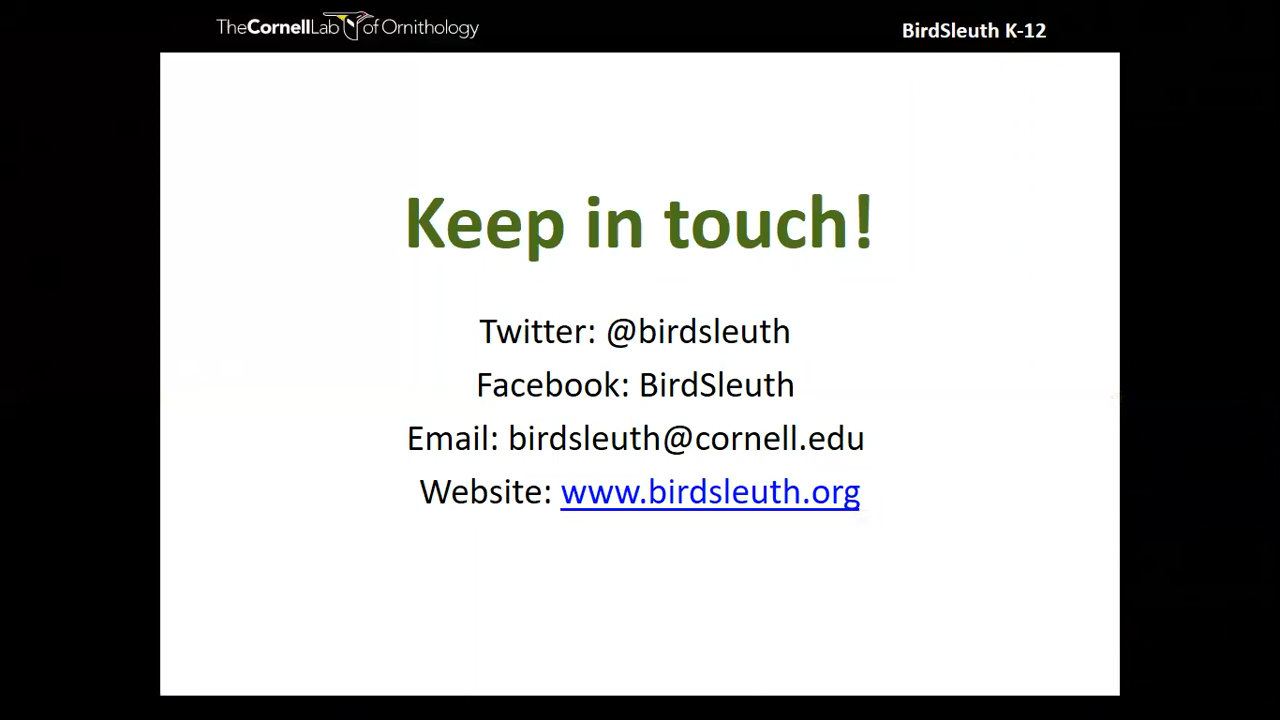 TheCornellLab of Ornithology
BirdSleuth K-12
Keep in touch!
Twitter: @birdsleuth
Facebook: BirdSleuth
Email: birdsleuth@cornell.edu
Website: www.birdsleuth.org